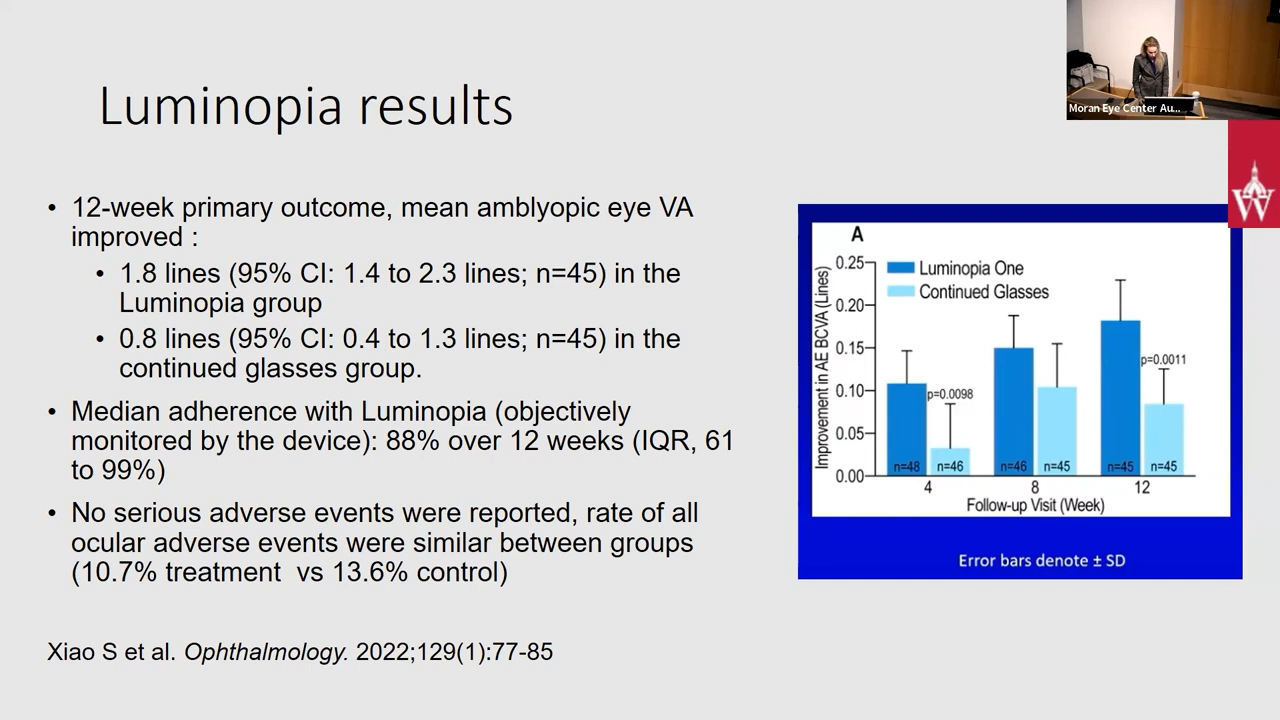 Luminopia results
Moran Eye Center Au...
W
• 12-week primary outcome, mean amblyopic eye VA
improved :
• 1.8 lines (95% CI: 1.4 to 2.3 lines; n=45) in the
Luminopia group
• 0.8 lines (95% CI: 0.4 to 1.3 lines; n=45) in the
continued glasses group.
• Median adherence with Luminopia (objectively
monitored by the device): 88% over 12 weeks (IQR, 61
to 99%)
• No serious adverse events were reported, rate of all
ocular adverse events were similar between groups
(10.7% treatment  vs 13.6% control)
Xiao S et al. Ophthalmology. 2022;129(1):77-85
A
Improvement in AE BCVA (Lines)
0.25
0.20
0.15
0.10
0.05
0.00
Luminopia One
Continued Glasses
p=0.0098
p=0.0011
n=48 n=46 n=46 n=45 n=45 n=45
4 8 12
Follow-up Visit (Week)
Error bars denote ± SD